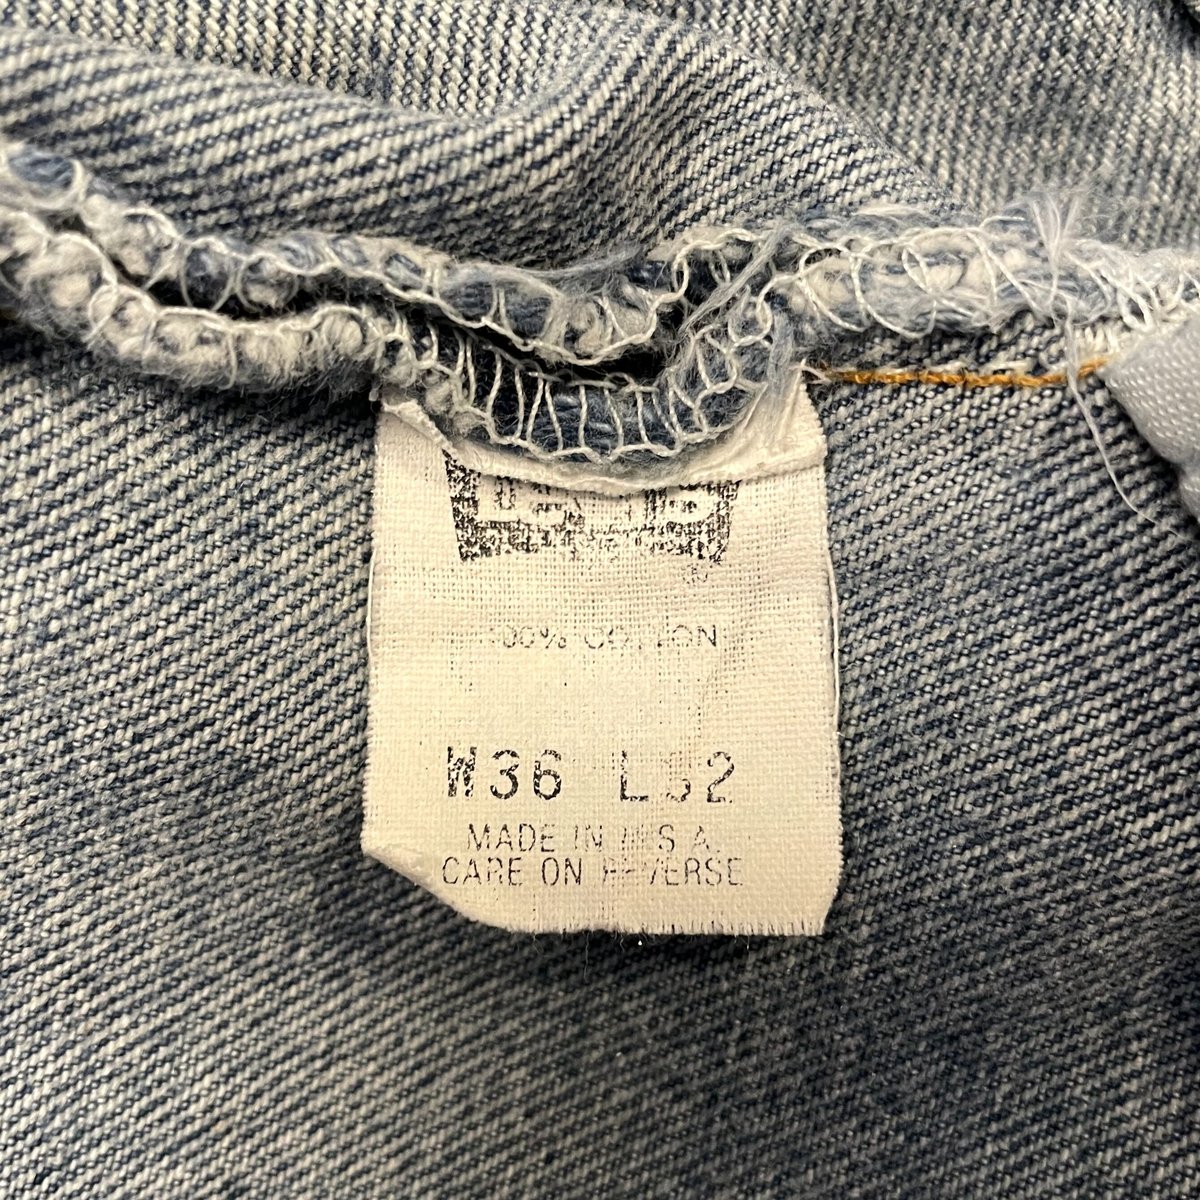 100% COTTON
W36 L32
MADE IN U.S.A.
CARE ON REVERSE